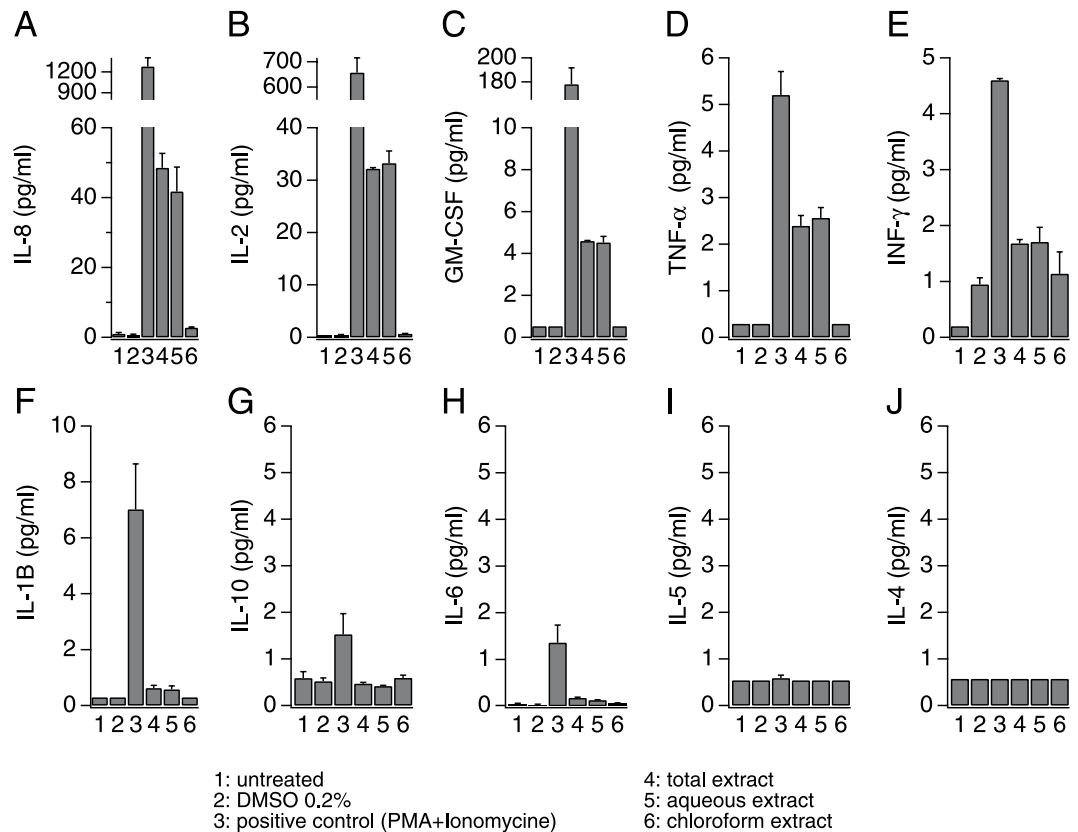 A
IL-8 (pg/ml)
1200
900
60
40
20
0
1 2 3 4 5 6
B
IL-2 (pg/ml)
700
600
40
30
20
10
0
1 2 3 4 5 6
C
GM-CSF (pg/ml)
200
180
10
8
6
4
2
0
1 2 3 4 5 6
D
TNF-α (pg/ml)
6
5
4
3
2
1
0
1 2 3 4 5 6
E
INF-γ (pg/ml)
5
4
3
2
1
0
1 2 3 4 5 6
F
IL-1B (pg/ml)
10
8
6
4
2
0
1 2 3 4 5 6
G
IL-10 (pg/ml)
6
5
4
3
2
1
0
1 2 3 4 5 6
H
IL-6 (pg/ml)
6
5
4
3
2
1
0
1 2 3 4 5 6
I
IL-5 (pg/ml)
6
5
4
3
2
1
0
1 2 3 4 5 6
J
IL-4 (pg/ml)
6
5
4
3
2
1
0
1 2 3 4 5 6
1: untreated
2: DMSO 0.2%
3: positive control (PMA+Ionomycine)
4: total extract
5: aqueous extract
6: chloroform extract